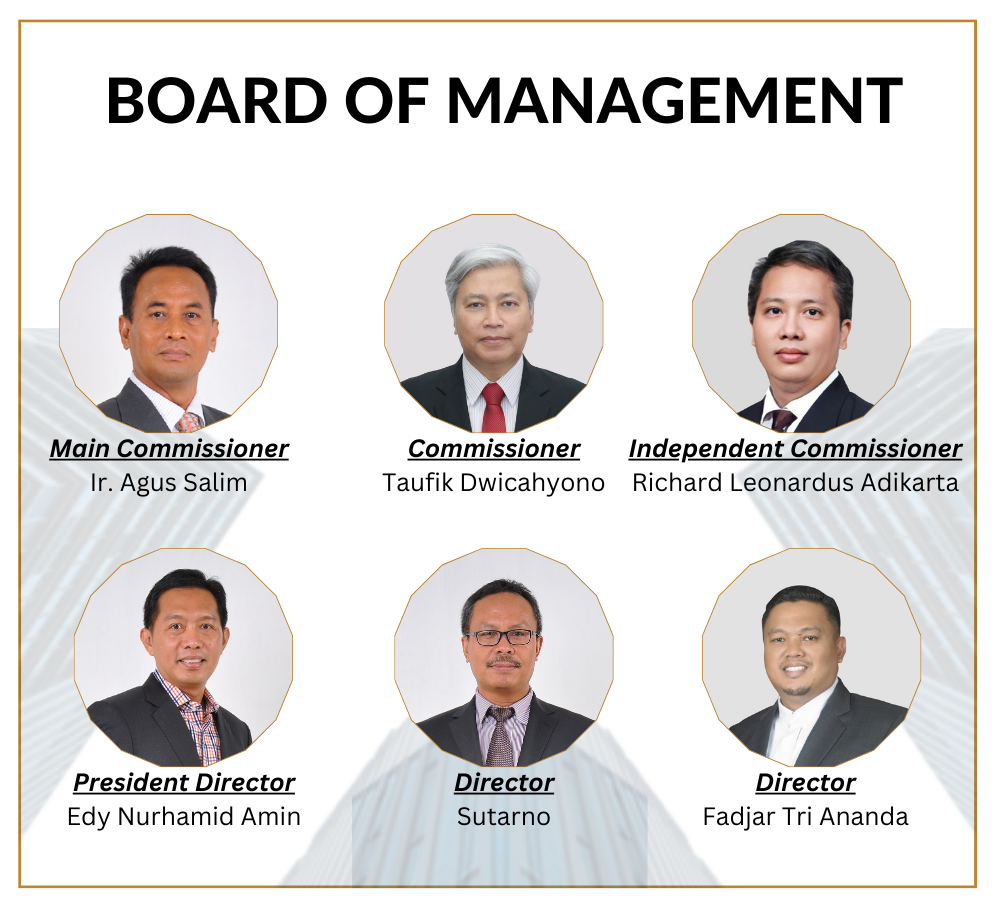 BOARD OF MANAGEMENT
Main Commissioner
Ir. Agus Salim
Commissioner
Taufik Dwicahyono
Independent Commissioner
Richard Leonardus Adikarta
President Director
Edy Nurhamid Amin
Director
Sutarno
Director
Fadjar Tri Ananda